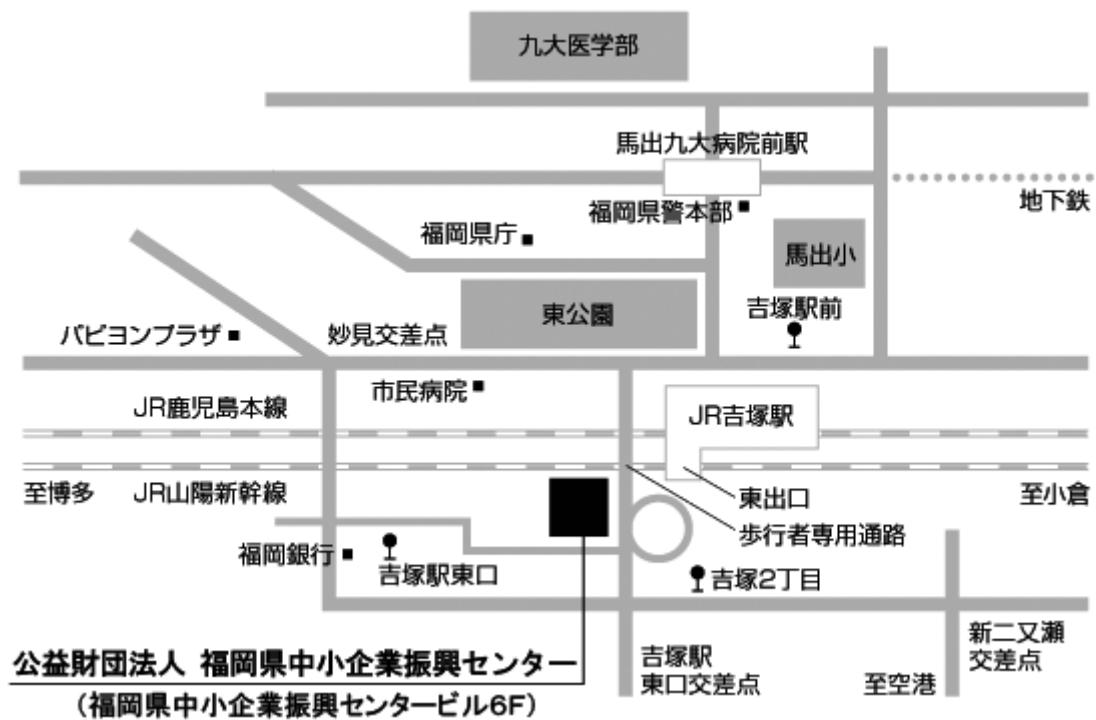 九大医学部
馬出九大病院前駅
地下鉄
福岡県警本部
福岡県庁
馬出小
東公園
吉塚駅前
パピヨンプラザ
妙見交差点
市民病院
JR鹿児島本線
JR吉塚駅
至博多
JR山陽新幹線
東出口
至小倉
歩行者専用通路
福岡銀行
吉塚駅東口
吉塚2丁目
公益財団法人 福岡県中小企業振興センター
(福岡県中小企業振興センタービル6F)
吉塚駅
東口交差点
至空港
新二又瀬
交差点